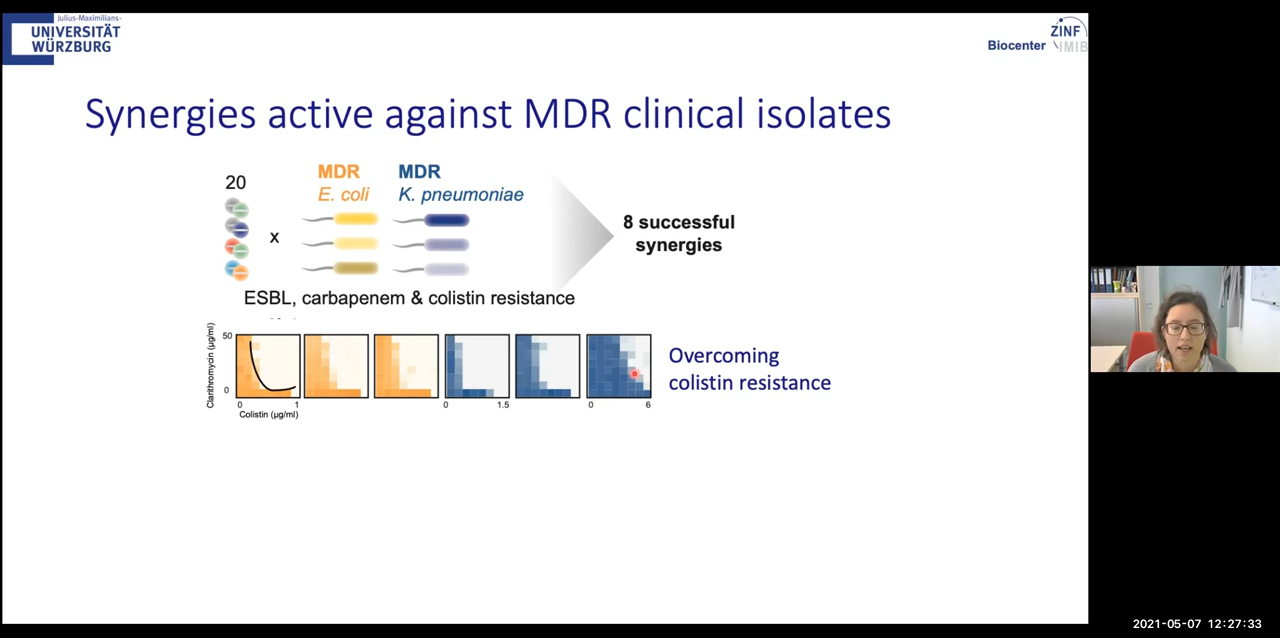 Julius-Maximilians-
UNIVERSITÄT
WÜRZBURG
ZINF
Biocenter IMIB
Synergies active against MDR clinical isolates
20
MDR
E. coli
MDR
K. pneumoniae
x
8 successful
synergies
ESBL, carbapenem & colistin resistance
Clarithromycin (µg/ml)
50
0
0
1
0
1.5
0
6
Colistin (µg/ml)
Overcoming
colistin resistance
2021-05-07 12:27:33